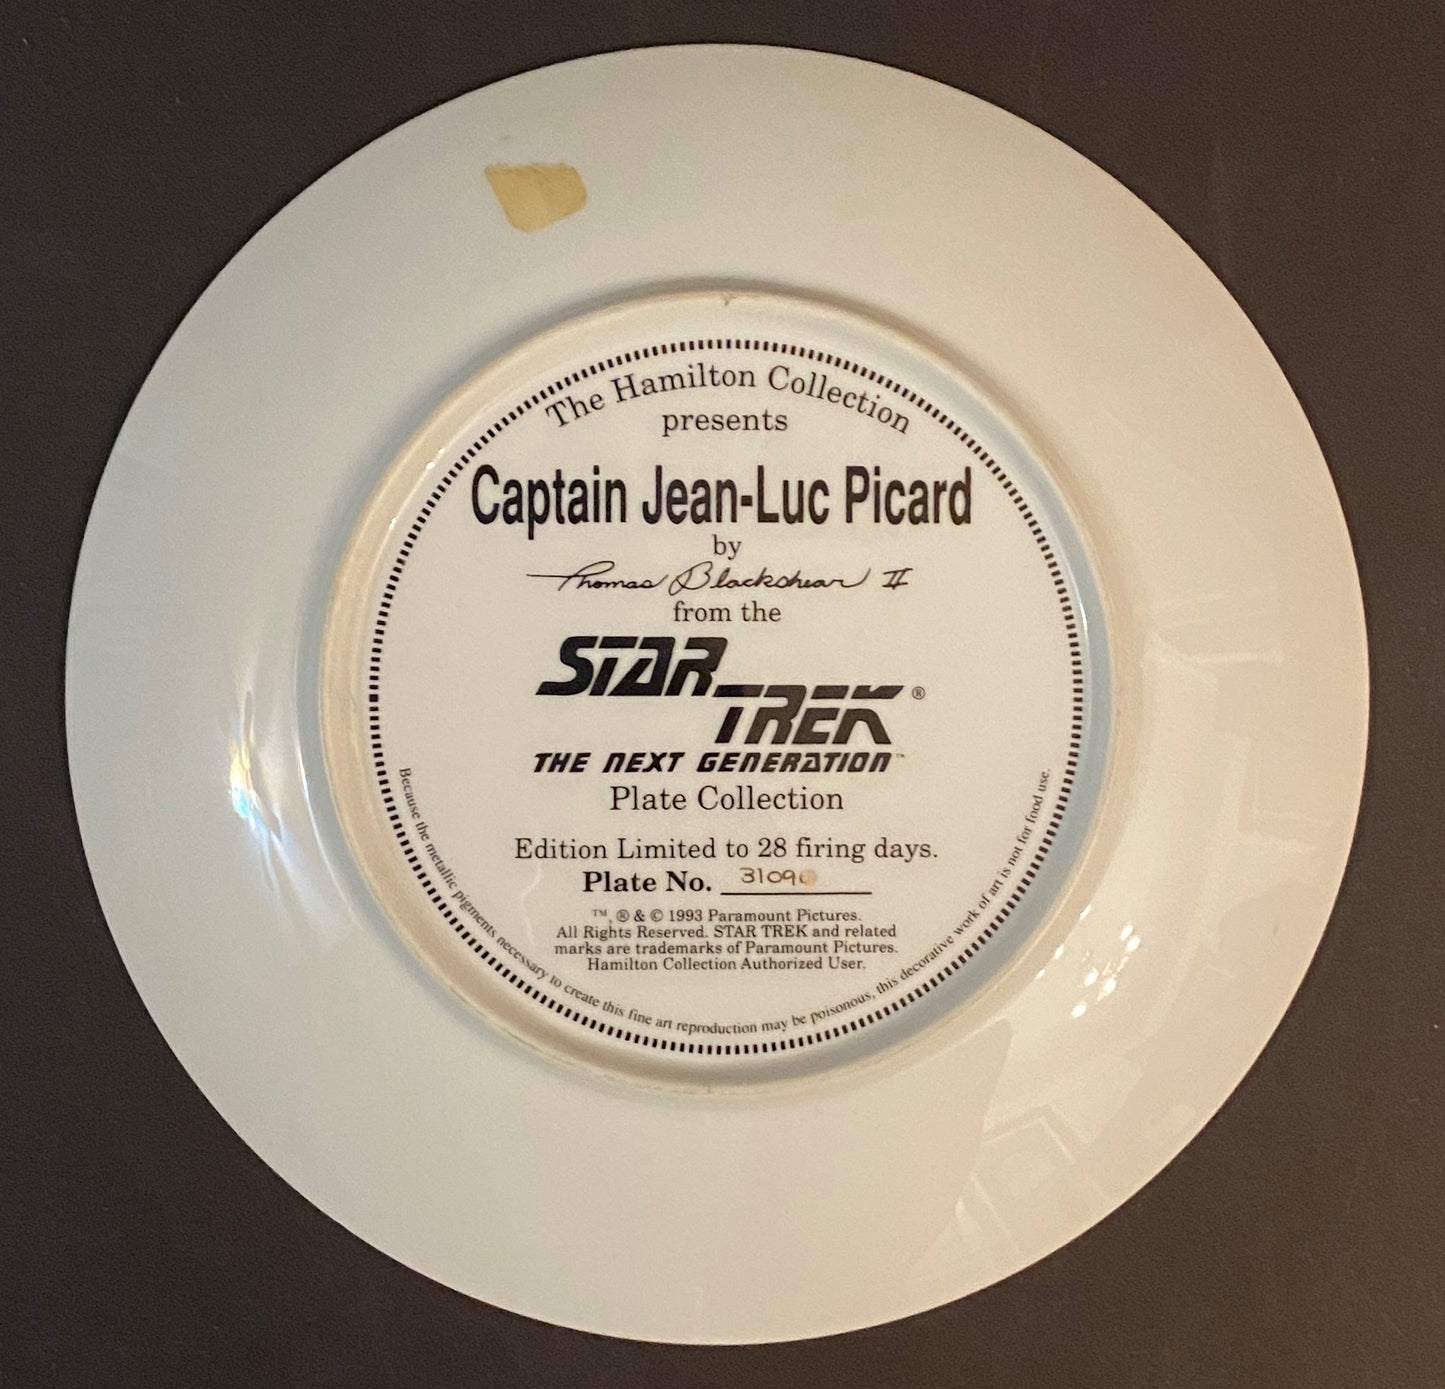 The Hamilton Collection
presents
Captain Jean-Luc Picard
by
Thomas Blackshear II
from the
STAR
TREK®
THE NEXT GENERATION™
Plate Collection
Edition Limited to 28 firing days.
Plate No.
™, ® & © 1993 Paramount Pictures.
All Rights Reserved. STAR TREK and related
marks are trademarks of Paramount Pictures.
Hamilton Collection Authorized User.
Because the metallic pigments necessary to create this fine art reproduction may be poisonous, this decorative work of art is not for food use.